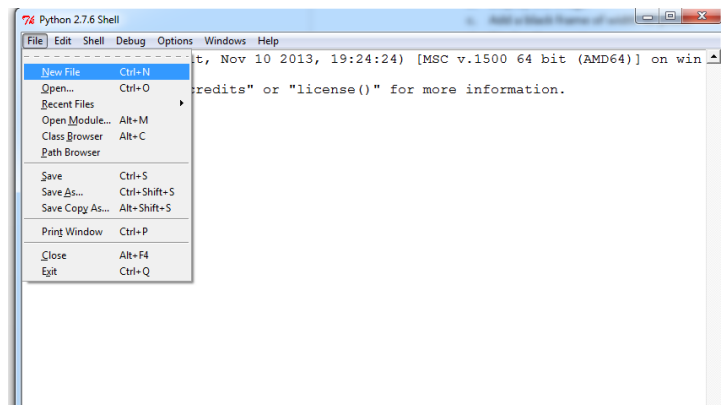 Python 2.7.6 Shell
File Edit Shell Debug Options Windows Help
t, Nov 10 2013, 19:24:24) [MSC v.1500 64 bit (AMD64)] on win
New File Ctrl+N
Open... Ctrl+O
redits" or "license()" for more information.
Recent Files
Open Module... Alt+M
Class Browser Alt+C
Path Browser
Save Ctrl+S
Save As... Ctrl+Shift+S
Save Copy As... Alt+Shift+S
Print Window Ctrl+P
Close Alt+F4
Exit Ctrl+Q